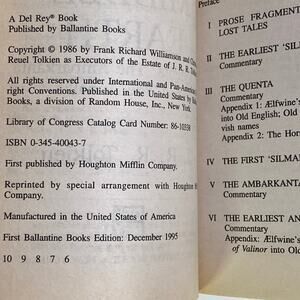 A Del Rey® Book
Published by Ballantine Books
Copyright © 1986 by Frank Richard Williamson and
Reuel Tolkien as Executors of the Estate of J. R. R.
All rights reserved under International and Pan-American
right Conventions. Published in the United States by
Books, a division of Random House, Inc., New York.
Library of Congress Catalog Card Number: 86-10338
ISBN 0-345-40043-7
First published by Houghton Mifflin Company.
Reprinted by special arrangement with Houghton
Company.
Manufactured in the United States of America
First Ballantine Books Edition: December 1995
10 9 8 7 6
Preface
I PROSE FRAGMENT
LOST TALES
II THE EARLIEST 'SIL
Commentary
III THE QUENTA
Commentary
Appendix 1: Ælfwine's
into Old English; Old
vish names
Appendix 2: The Hor
IV THE FIRST 'SILMA
V THE AMBARKANTA
Commentary
VI THE EARLIEST AN
Commentary
Appendix: Ælfwine's
of Valinor into Old